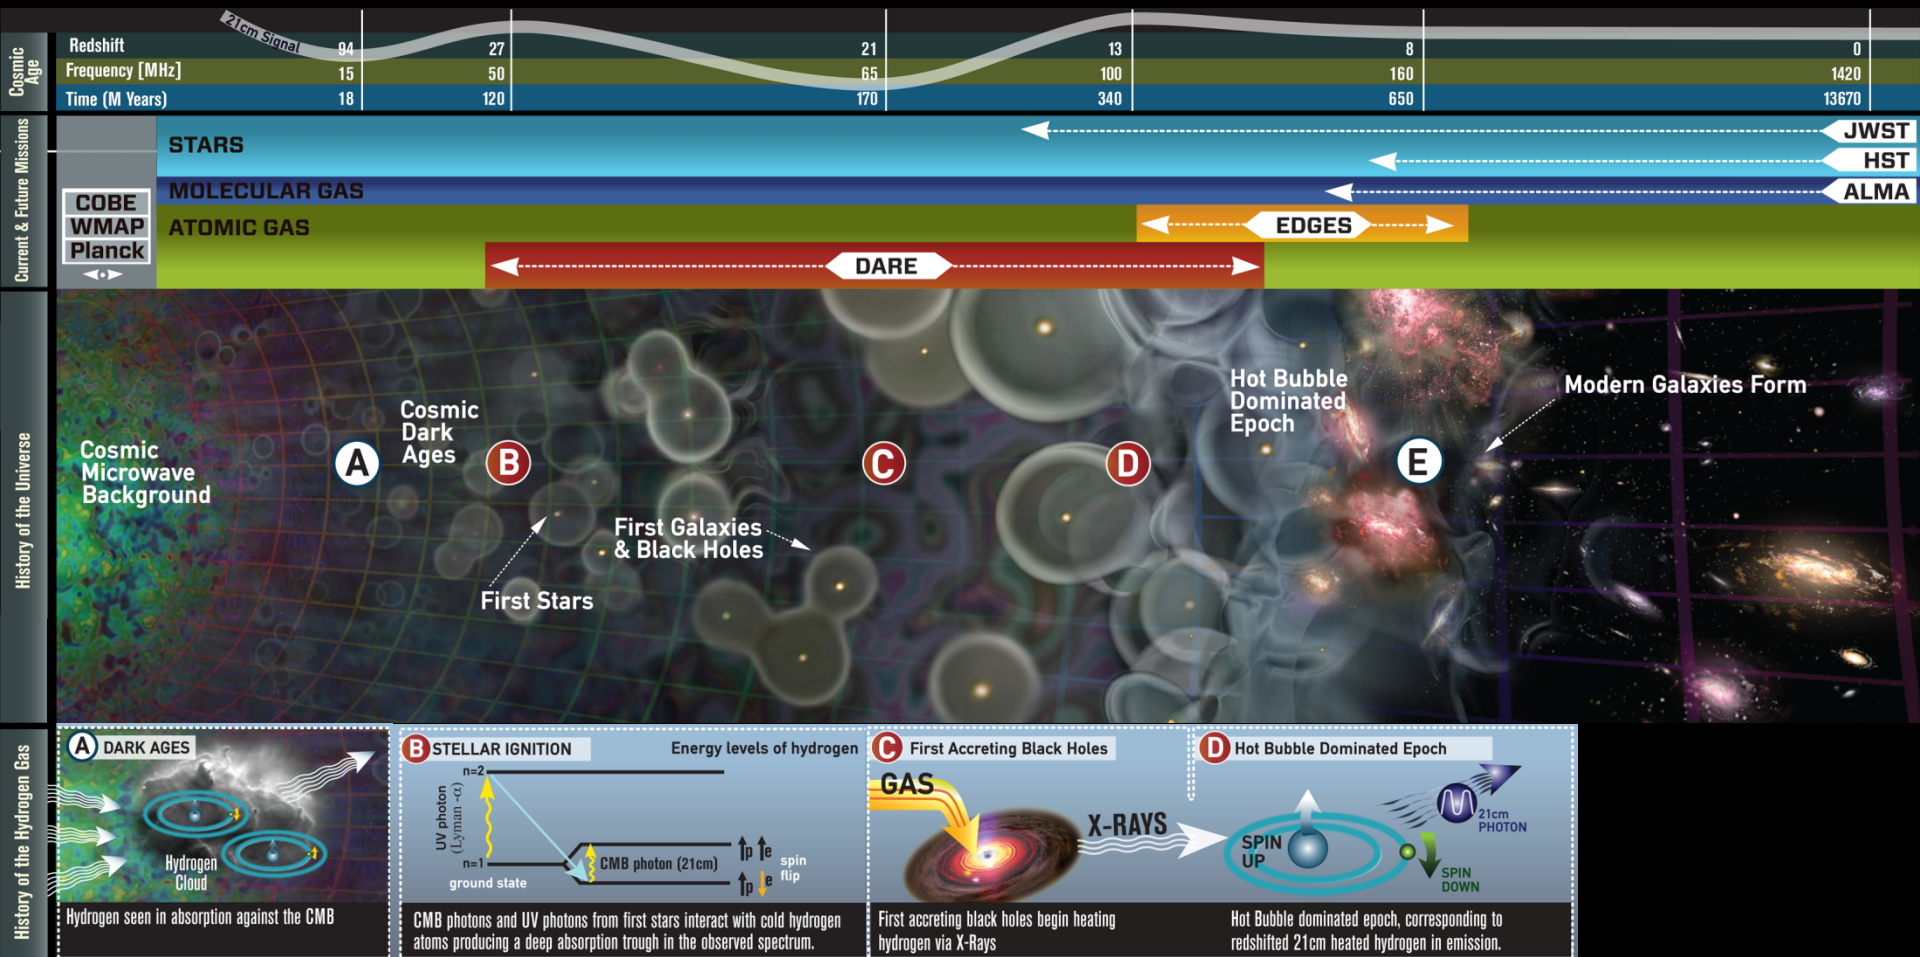 21cm Signal
Cosmic Age
Redshift 94 27 21 13 8 0
Frequency [MHz] 15 50 65 100 160 1420
Time (M Years) 18 120 170 340 650 13670
Current & Future Missions
STARS
JWST
HST
MOLECULAR GAS
ALMA
COBE
WMAP
Planck
ATOMIC GAS
EDGES
DARE
History of the Universe
Cosmic
Microwave
Background
A
Cosmic
Dark
Ages
B
First Stars
First Galaxies
& Black Holes
C
D
Hot Bubble
Dominated
Epoch
E
Modern Galaxies Form
History of the Hydrogen Gas
A DARK AGES
Hydrogen
Cloud
Hydrogen seen in absorption against the CMB
B STELLAR IGNITION
Energy levels of hydrogen
n=2
UV photon
(Lyman -α)
n=1
ground state
CMB photon (21cm)
p e
p e
spin
flip
CMB photons and UV photons from first stars interact with cold hydrogen
atoms producing a deep absorption trough in the observed spectrum.
C First Accreting Black Holes
GAS
X-RAYS
First accreting black holes begin heating
hydrogen via X-Rays
D Hot Bubble Dominated Epoch
SPIN
UP
21cm
PHOTON
SPIN
DOWN
Hot Bubble dominated epoch, corresponding to
redshifted 21cm heated hydrogen in emission.